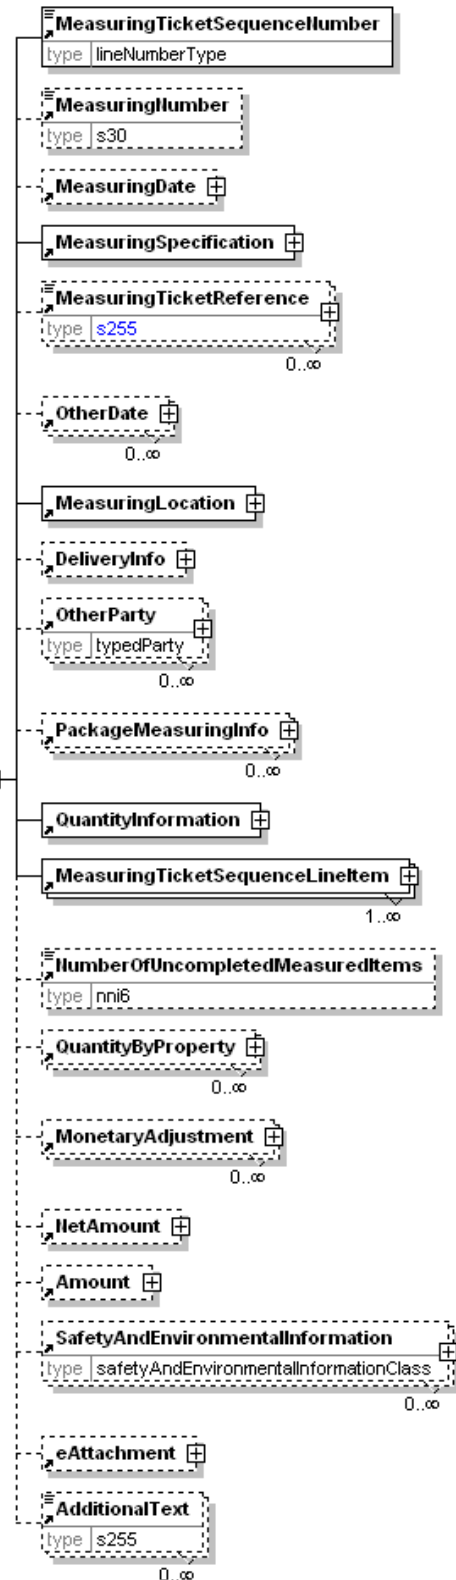 MeasuringTicketSequenceNumber
type lineNumberType
MeasuringNumber
type s30
MeasuringDate
MeasuringSpecification
MeasuringTicketReference
type s255
0..∞
OtherDate
0..∞
MeasuringLocation
DeliveryInfo
OtherParty
type typedParty
0..∞
PackageMeasuringInfo
0..∞
QuantityInformation
MeasuringTicketSequenceLineItem
1..∞
NumberOfUncompletedMeasuredItems
type nni6
QuantityByProperty
0..∞
MonetaryAdjustment
0..∞
NetAmount
Amount
SafetyAndEnvironmentalInformation
type safetyAndEnvironmentalInformationClass
0..∞
eAttachment
AdditionalText
type s255
0..∞